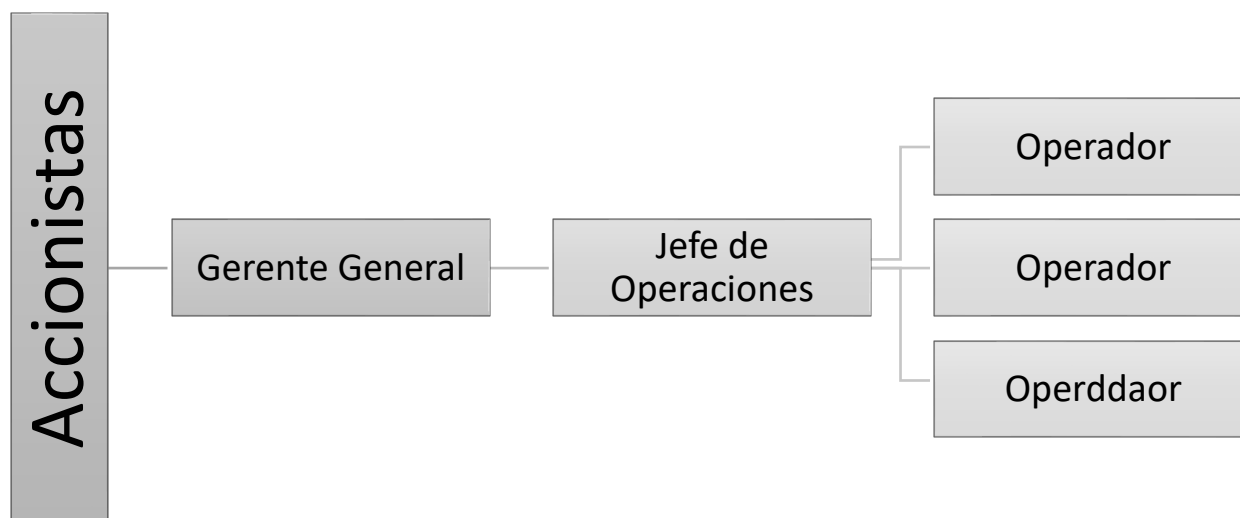 Accionistas
Gerente General
Jefe de
Operaciones
Operador
Operador
Operddaor